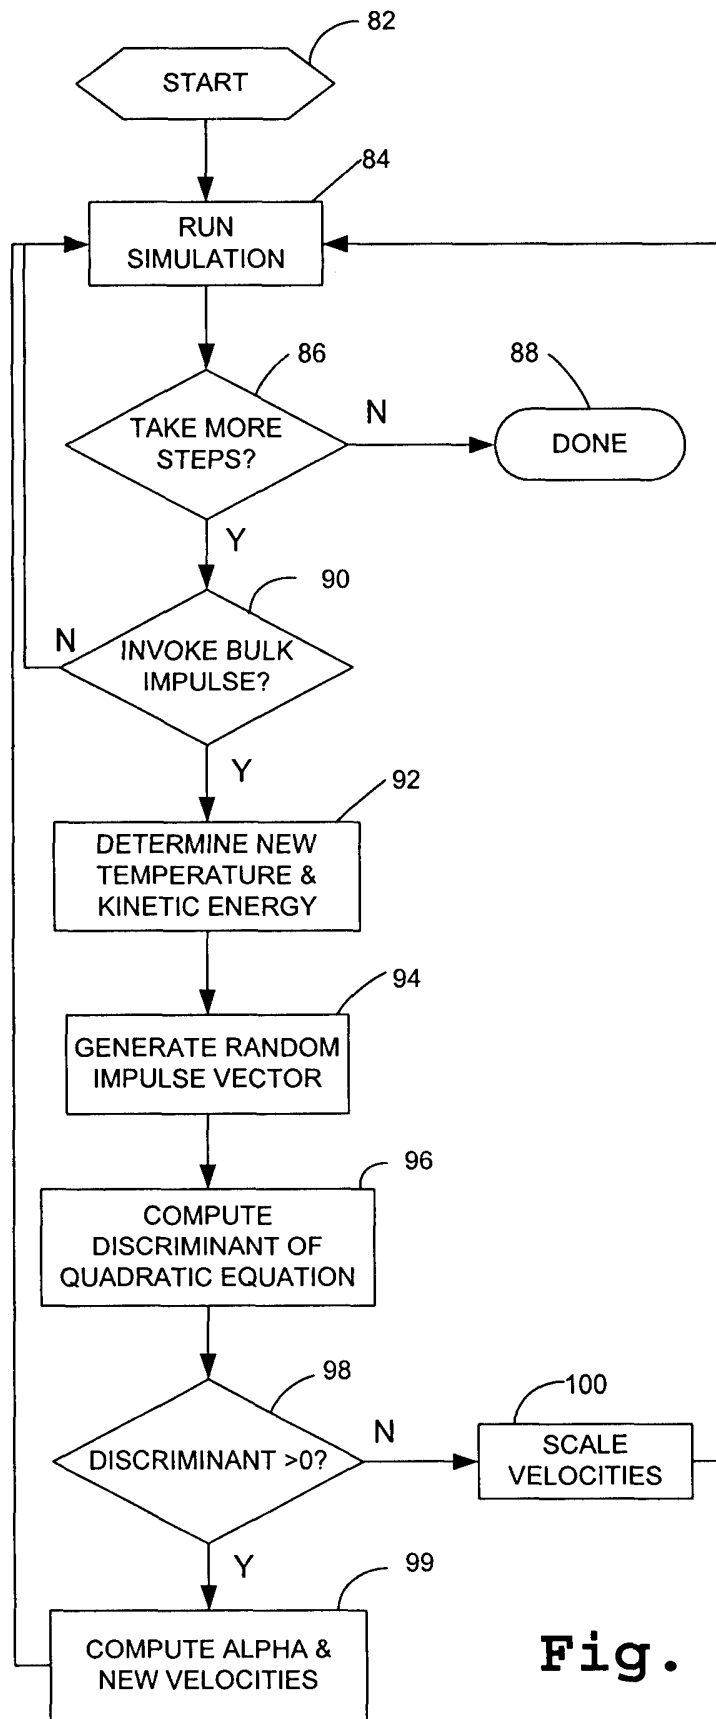 82
START
84
RUN
SIMULATION
86
88
TAKE MORE
STEPS?
N
DONE
Y
90
N
INVOKE BULK
IMPULSE?
Y
92
DETERMINE NEW
TEMPERATURE &
KINETIC ENERGY
94
GENERATE RANDOM
IMPULSE VECTOR
96
COMPUTE
DISCRIMINANT OF
QUADRATIC EQUATION
98
100
DISCRIMINANT >0?
N
SCALE
VELOCITIES
Y
99
COMPUTE ALPHA &
NEW VELOCITIES
Fig.